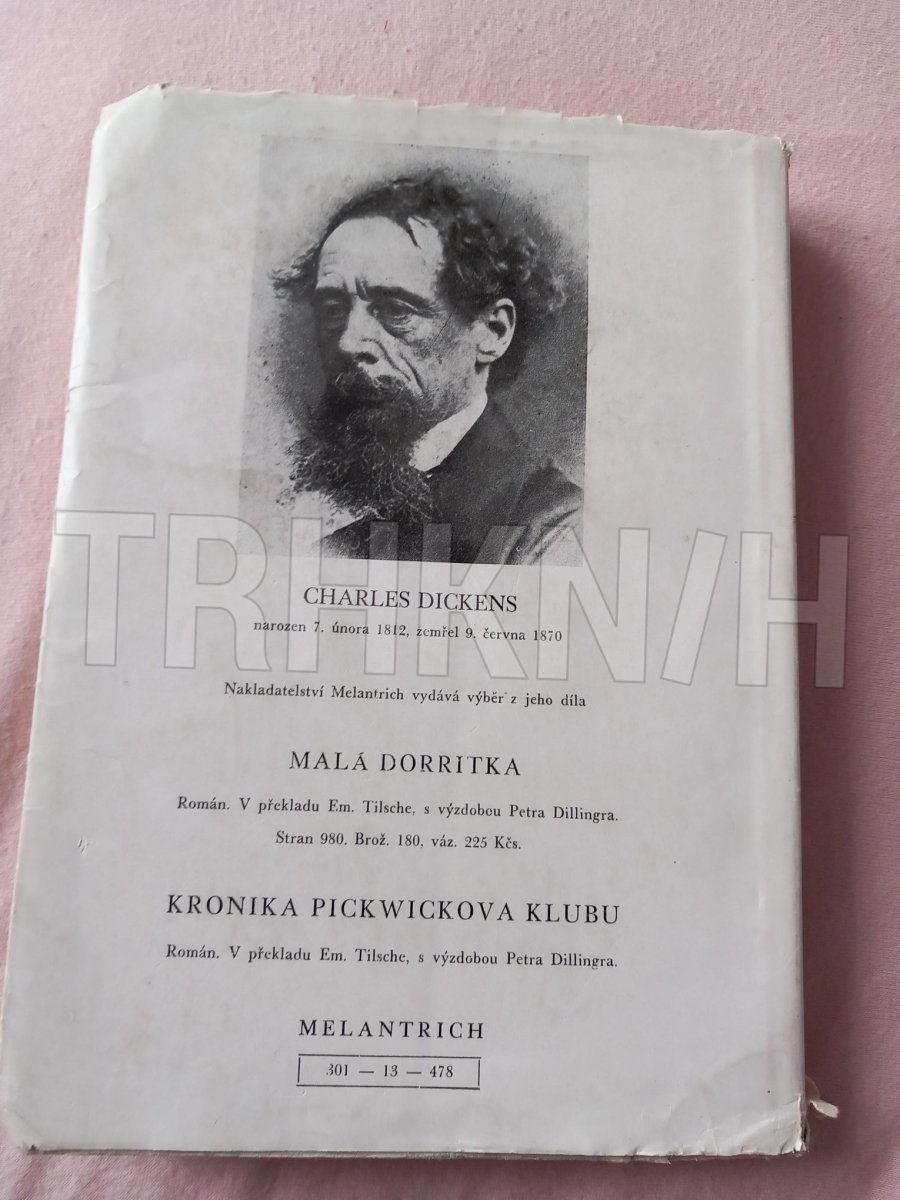 TRHKN/H
CHARLES DICKENS
narozen 7. února 1812, zemřel 9. června 1870
Nakladatelství Melantrich vydává výběr z jeho díla
MALÁ DORRITKA
Román. V překladu Em. Tilsche, s výzdobou Petra Dillingra.
Stran 980. Brož. 180, váz. 225 Kčs.
KRONIKA PICKWICKOVA KLUBU
Román. V překladu Em. Tilsche, s výzdobou Petra Dillingra.
MELANTRICH
301 — 13 — 478